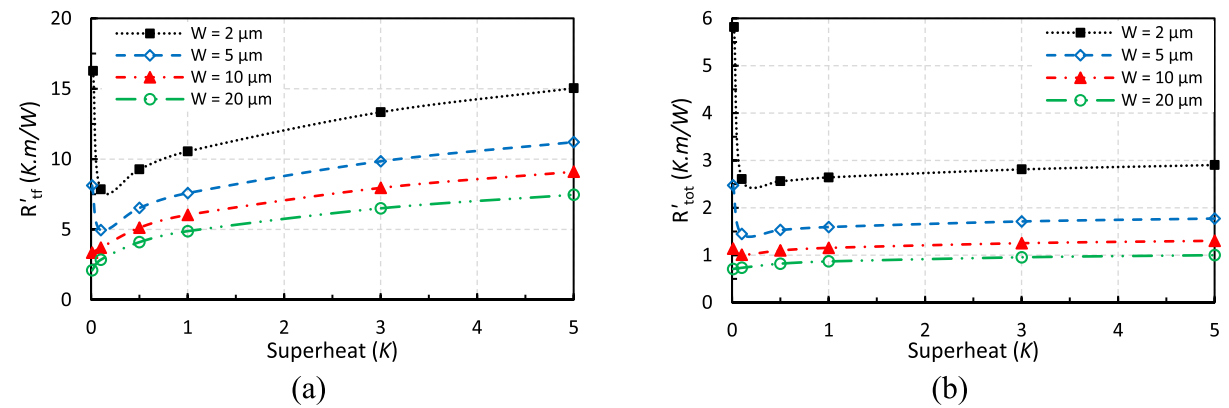 R′tf (K.m/W)
20
15
10
5
0
W = 2 µm
W = 5 µm
W = 10 µm
W = 20 µm
0 1 2 3 4 5
Superheat (K)
(a)
R′tot (K.m/W)
6
5
4
3
2
1
0
W = 2 µm
W = 5 µm
W = 10 µm
W = 20 µm
0 1 2 3 4 5
Superheat (K)
(b)